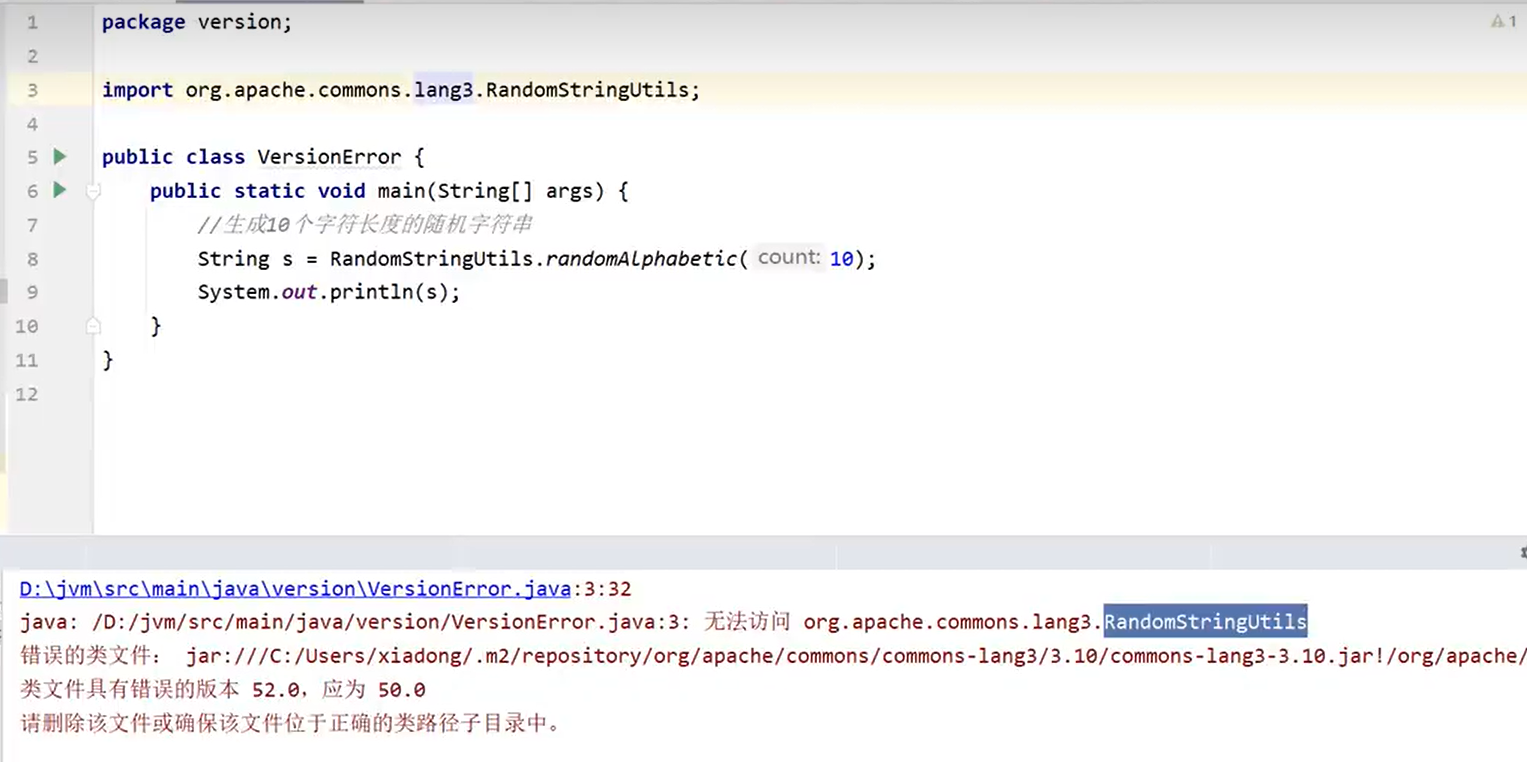 1 package version;
2
3 import org.apache.commons.lang3.RandomStringUtils;
4
5 public class VersionError {
6 public static void main(String[] args) {
7 //生成10个字符长度的随机字符串
8 String s = RandomStringUtils.randomAlphabetic( count: 10);
9 System.out.println(s);
10 }
11 }
12
1
D:\jvm\src\main\java\version\VersionError.java:3:32
java: /D:/jvm/src/main/java/version/VersionError.java:3: 无法访问 org.apache.commons.lang3.RandomStringUtils
错误的类文件: jar:///C:/Users/xiadong/.m2/repository/org/apache/commons/commons-lang3/3.10/commons-lang3-3.10.jar!/org/apache/
类文件具有错误的版本 52.0, 应为 50.0
请删除该文件或确保该文件位于正确的类路径子目录中。